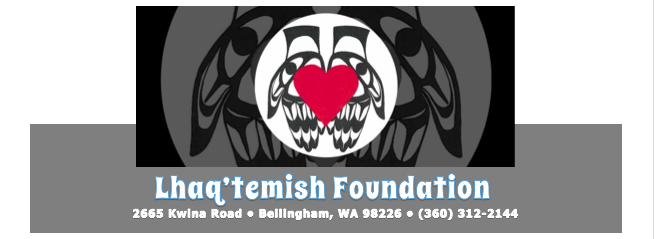 Lhaq'temish Foundation
2665 Kwina Road • Bellingham, WA 98226 • (360) 312-2144